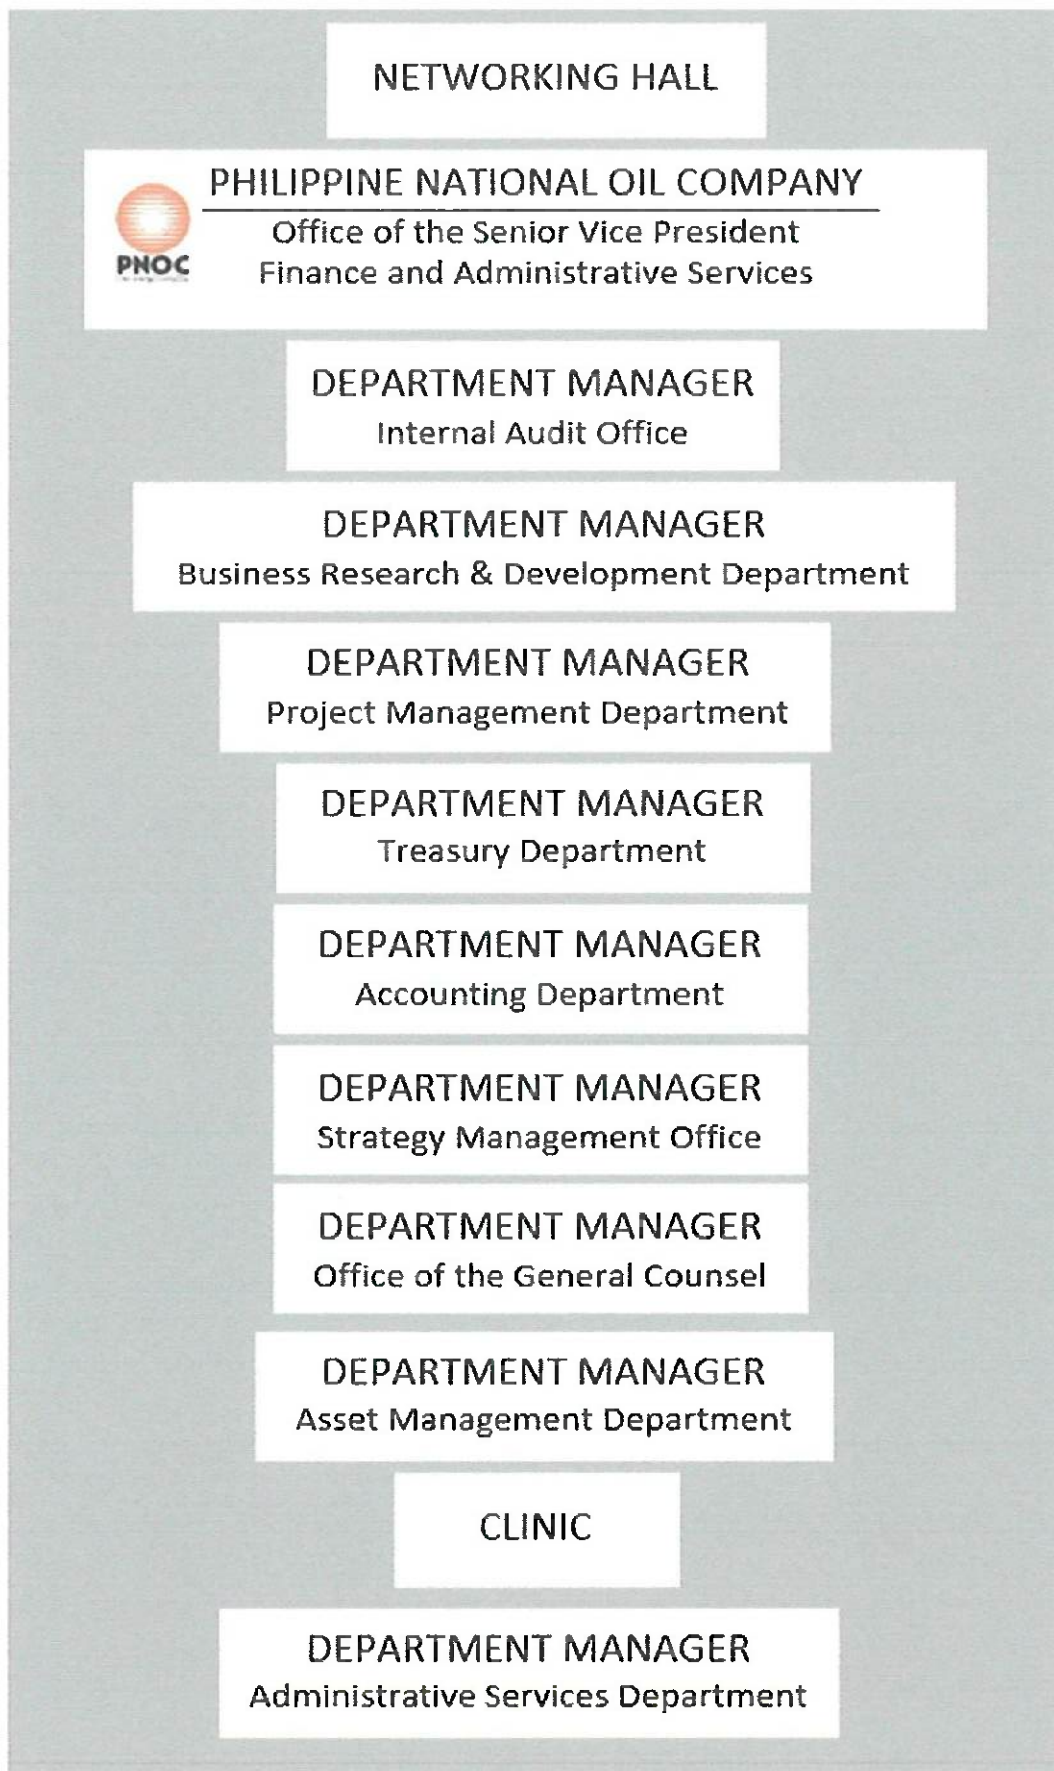 NETWORKING HALL
PHILIPPINE NATIONAL OIL COMPANY
Office of the Senior Vice President
Finance and Administrative Services
PNOC
DEPARTMENT MANAGER
Internal Audit Office
DEPARTMENT MANAGER
Business Research & Development Department
DEPARTMENT MANAGER
Project Management Department
DEPARTMENT MANAGER
Treasury Department
DEPARTMENT MANAGER
Accounting Department
DEPARTMENT MANAGER
Strategy Management Office
DEPARTMENT MANAGER
Office of the General Counsel
DEPARTMENT MANAGER
Asset Management Department
CLINIC
DEPARTMENT MANAGER
Administrative Services Department